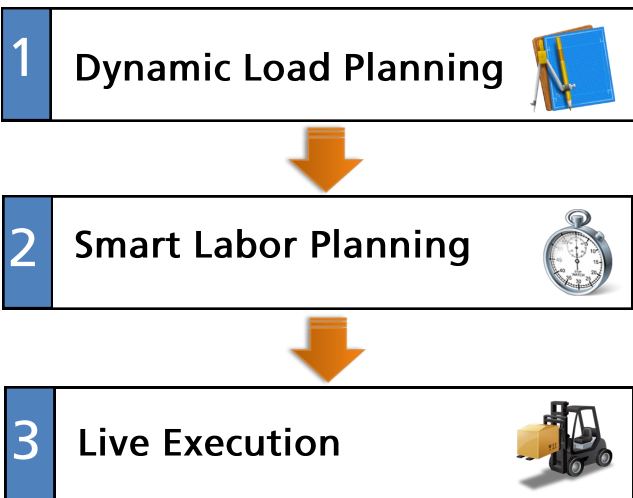 1
Dynamic Load Planning
2
Smart Labor Planning
3
Live Execution